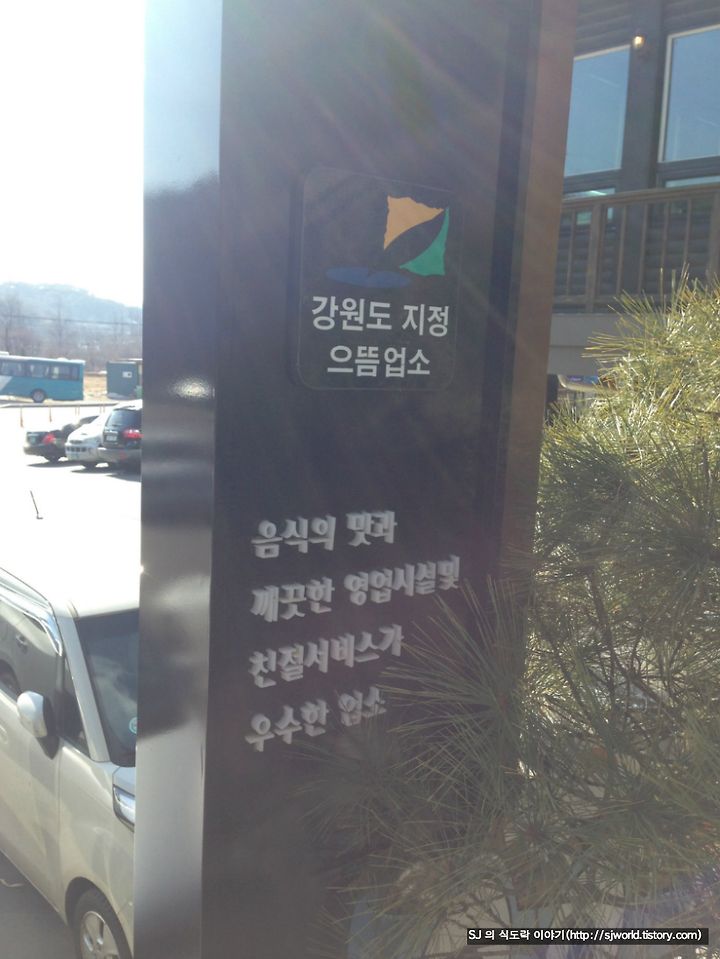 강원도 지정
으뜸업소
음식의 맛과
깨끗한 영업시설및
친절서비스가
우수한 업소
SJ 의 식도락 이야기(http://sjworld.tistory.com)